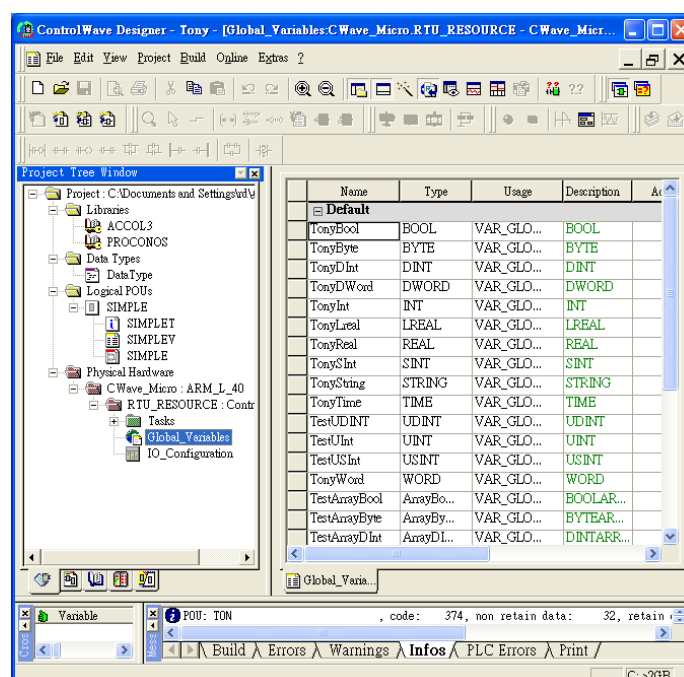 ControlWave Designer - Tony - [Global_Variables:CWave_Micro.RTU_RESOURCE - CWave_Micr...
File Edit View Project Build Online Extras ?
Project Tree Window
Project : C:\Documents and Settings\rd\
Libraries
ACCOL3
PROCONOS
Data Types
DataType
Logical POUs
SIMPLE
SIMPLET
SIMPLEV
SIMPLE
Physical Hardware
CWave_Micro : ARM_L_40
RTU_RESOURCE : Contr
Tasks
Global_Variables
IO_Configuration
Name Type Usage Description
Default
TonyBool BOOL VAR_GLO... BOOL
TonyByte BYTE VAR_GLO... BYTE
TonyDInt DINT VAR_GLO... DINT
TonyDWord DWORD VAR_GLO... DWORD
TonyInt INT VAR_GLO... INT
TonyLreal LREAL VAR_GLO... LREAL
TonyReal REAL VAR_GLO... REAL
TonySInt SINT VAR_GLO... SINT
TonyString STRING VAR_GLO... STRING
TonyTime TIME VAR_GLO... TIME
TestUDINT UDINT VAR_GLO... UDINT
TestUInt UINT VAR_GLO... UINT
TestUSInt USINT VAR_GLO... USINT
TonyWord WORD VAR_GLO... WORD
TestArrayBool ArrayBo... VAR_GLO... BOOLAR...
TestArrayByte ArrayBy... VAR_GLO... BYTEAR...
TestArrayDInt ArrayDI... VAR_GLO... DINTARR...
Global_Varia...
Variable
Cros
Mess
POU: TON , code: 374, non retain data: 32, retain
Build Errors Warnings Infos PLC Errors Print
C: >2GB